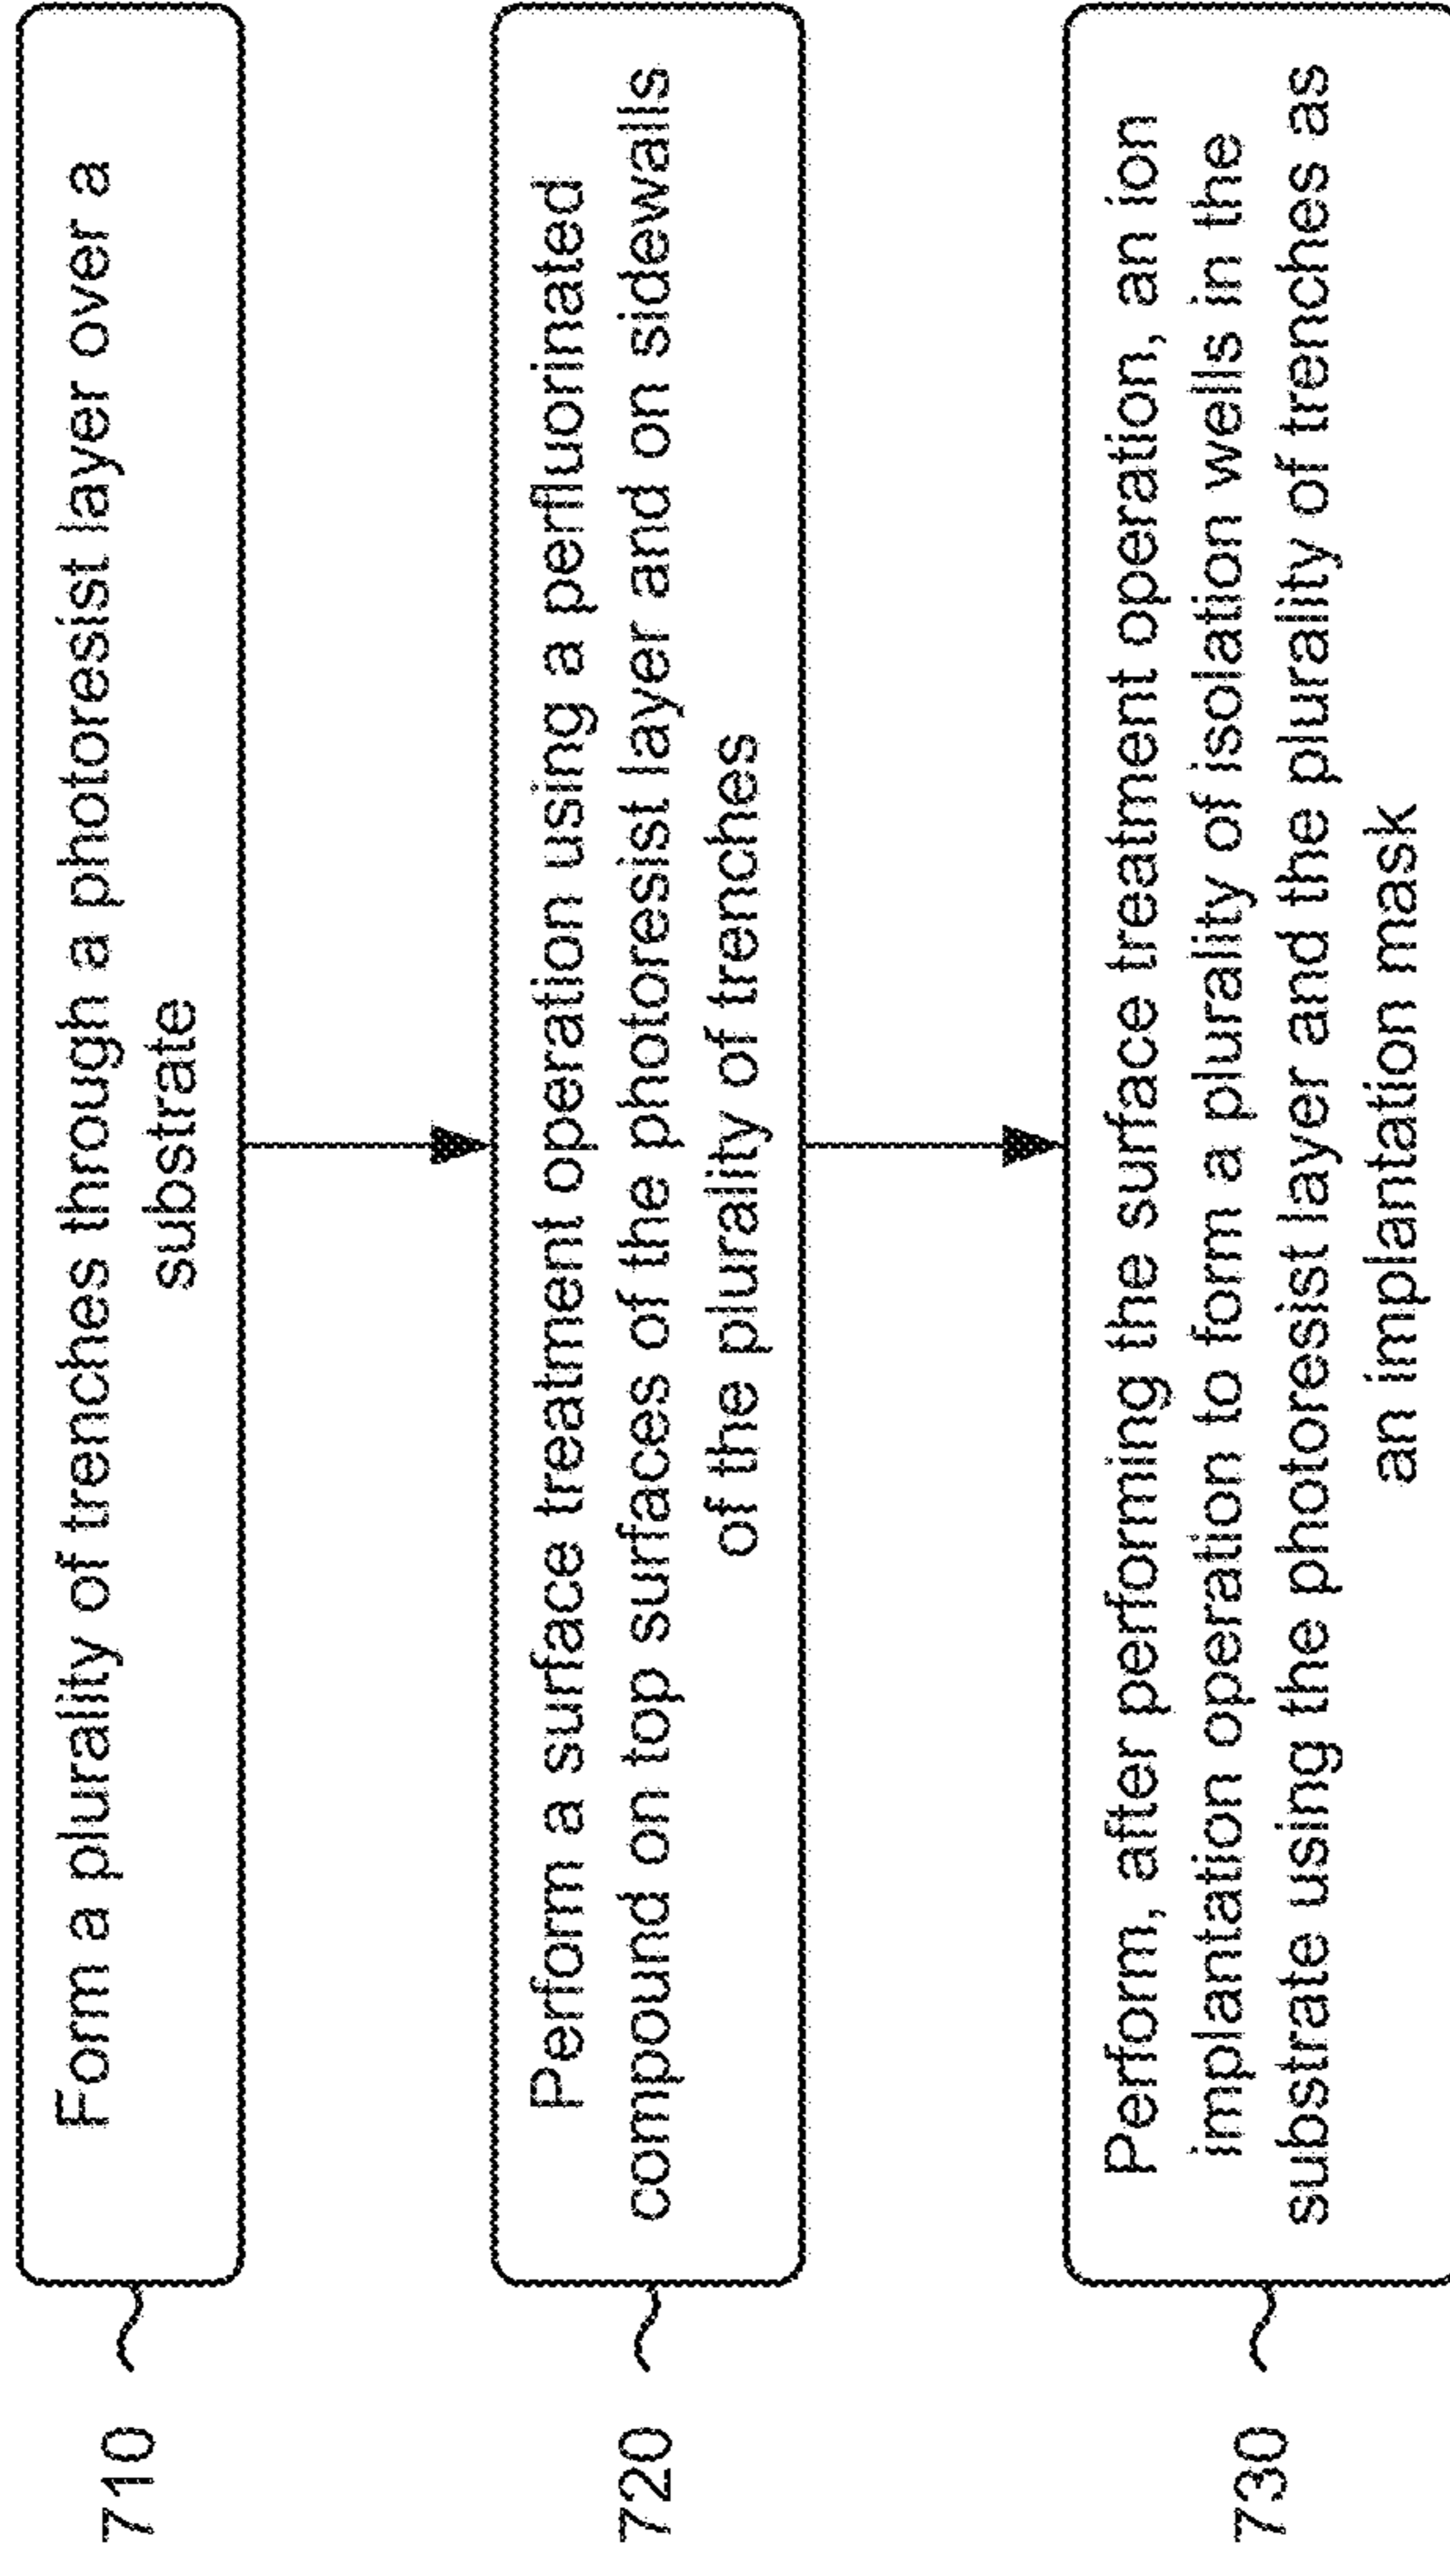 710
Form a plurality of trenches through a photoresist layer over a
substrate
720
Perform a surface treatment operation using a perfluorinated
compound on top surfaces of the photoresist layer and on sidewalls
of the plurality of trenches
730
Perform, after performing the surface treatment operation, an ion
implantation operation to form a plurality of isolation wells in the
substrate using the photoresist layer and the plurality of trenches as
an implantation mask